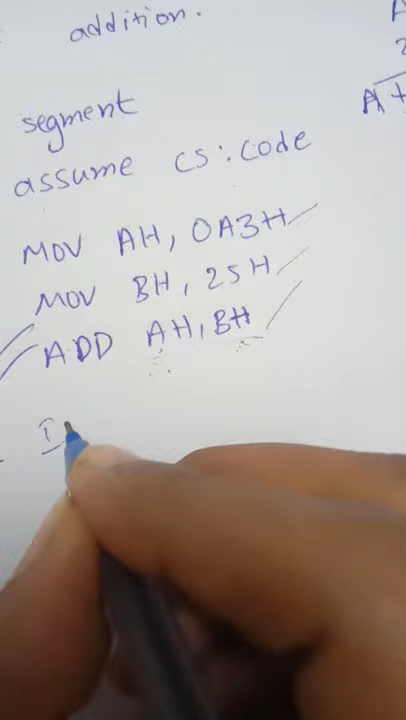 addition.
segment
assume CS:code
MOV AH, 0A3H
MOV BH, 25H
ADD AH, BH
I
A+